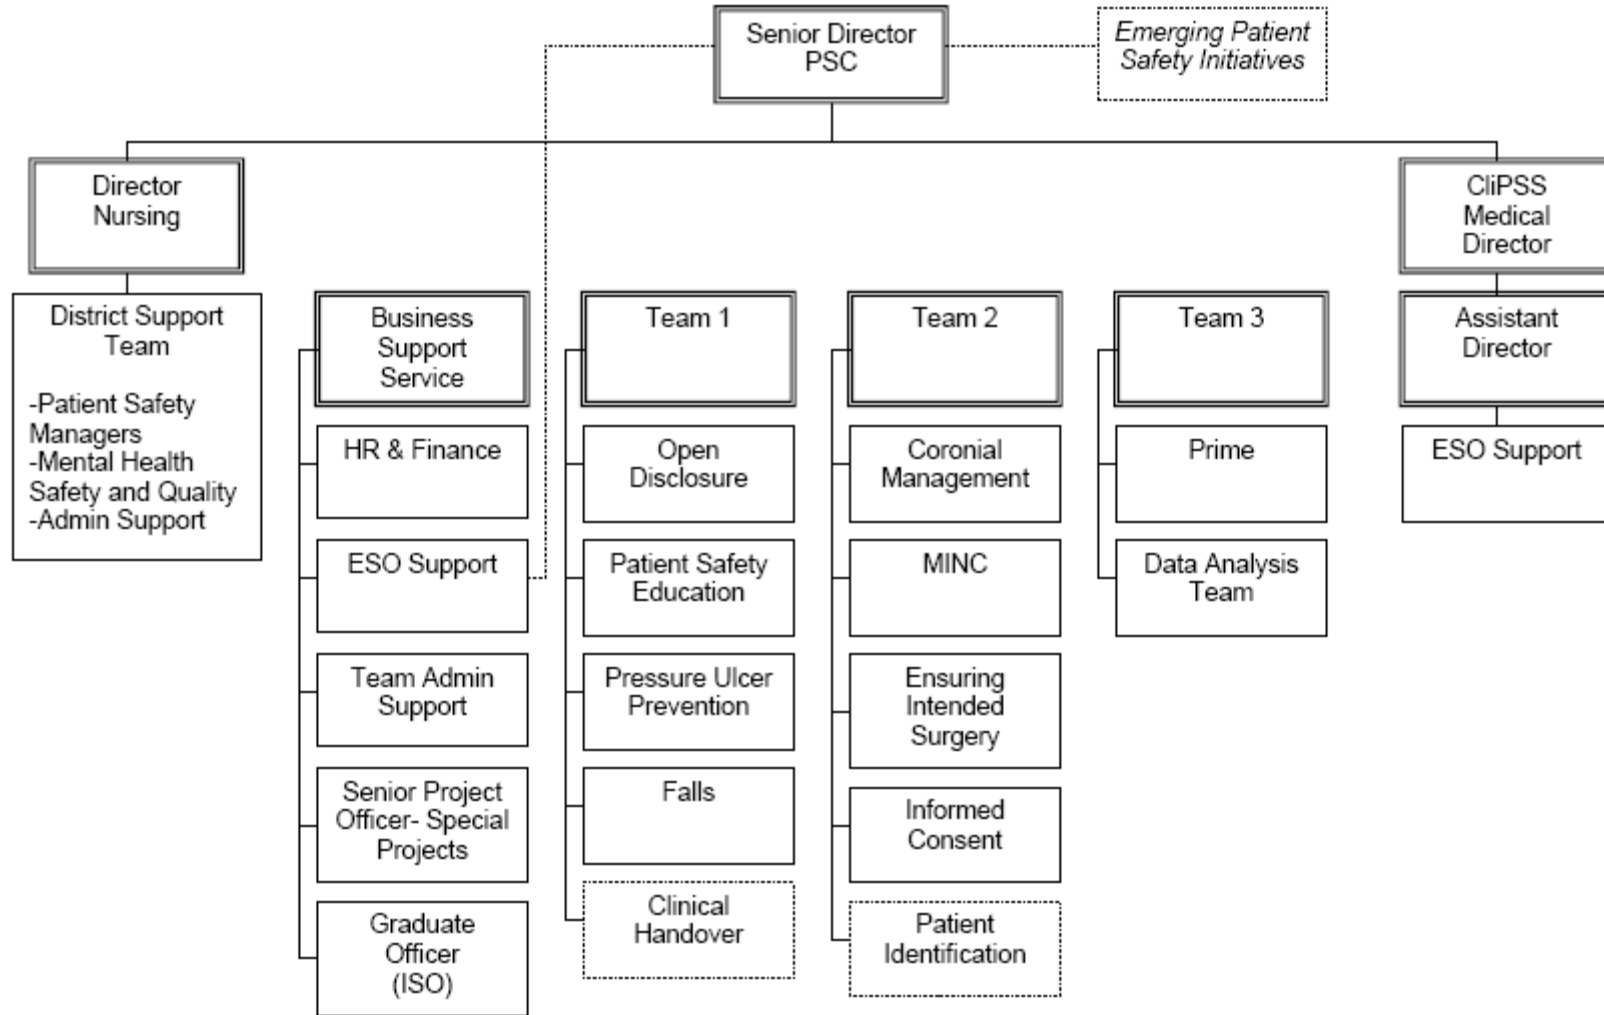 Senior Director
PSC
Emerging Patient
Safety Initiatives
Director
Nursing
CliPSS
Medical
Director
District Support
Team
-Patient Safety
Managers
-Mental Health
Safety and Quality
-Admin Support
Business
Support
Service
HR & Finance
ESO Support
Team Admin
Support
Senior Project
Officer- Special
Projects
Graduate
Officer
(ISO)
Team 1
Open
Disclosure
Patient Safety
Education
Pressure Ulcer
Prevention
Falls
Clinical
Handover
Team 2
Coronial
Management
MINC
Ensuring
Intended
Surgery
Informed
Consent
Patient
Identification
Team 3
Prime
Data Analysis
Team
Assistant
Director
ESO Support